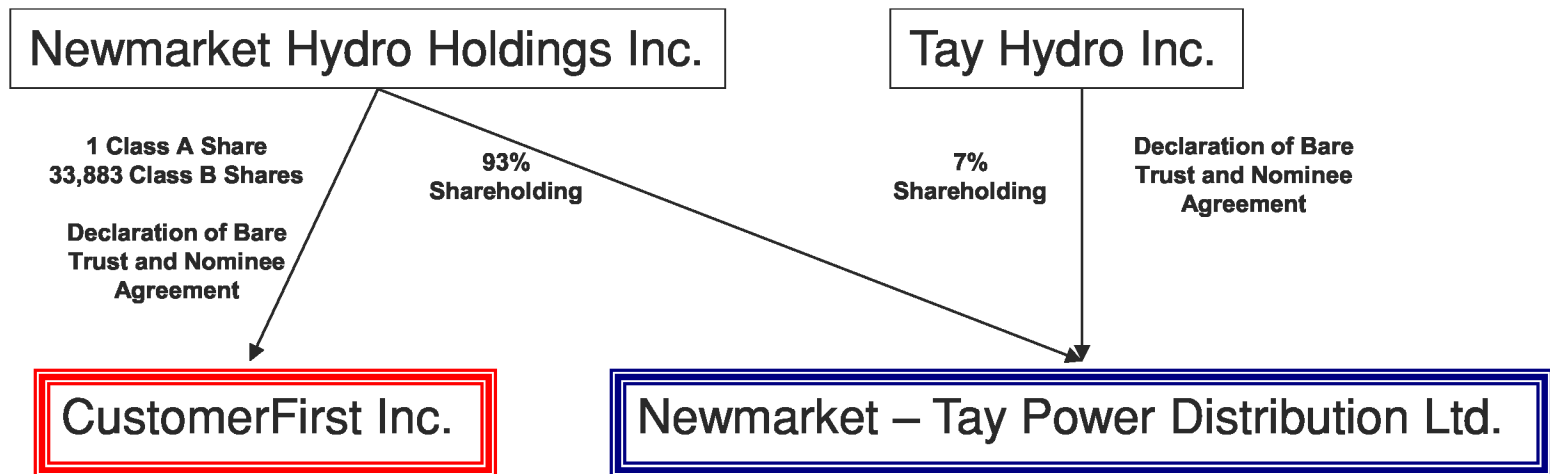 Newmarket Hydro Holdings Inc.
Tay Hydro Inc.
1 Class A Share
33,883 Class B Shares
Declaration of Bare
Trust and Nominee
Agreement
93%
Shareholding
7%
Shareholding
Declaration of Bare
Trust and Nominee
Agreement
CustomerFirst Inc.
Newmarket – Tay Power Distribution Ltd.